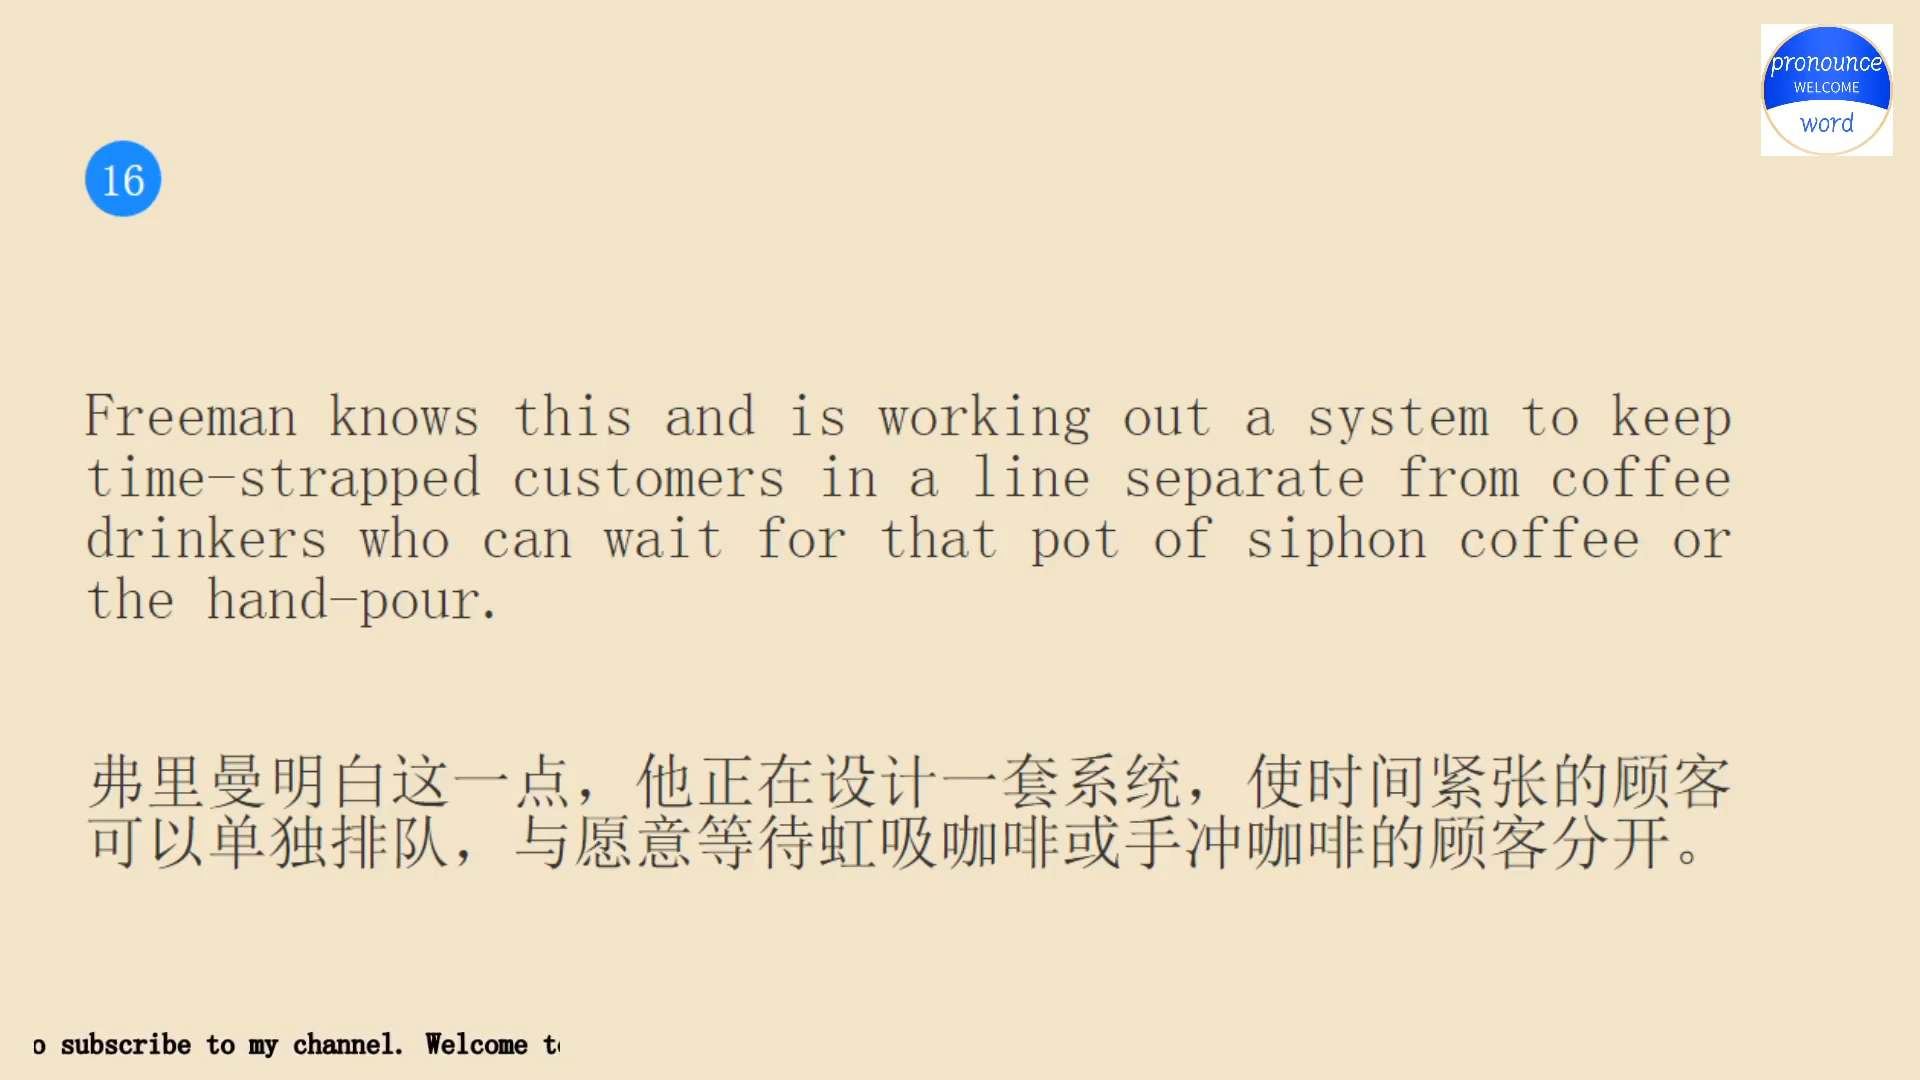 pronounce
WELCOME
word
16
Freeman knows this and is working out a system to keep
time-strapped customers in a line separate from coffee
drinkers who can wait for that pot of siphon coffee or
the hand-pour.
弗里曼明白这一点，他正在设计一套系统，使时间紧张的顾客
可以单独排队，与愿意等待虹吸咖啡或手冲咖啡的顾客分开。
o subscribe to my channel. Welcome to